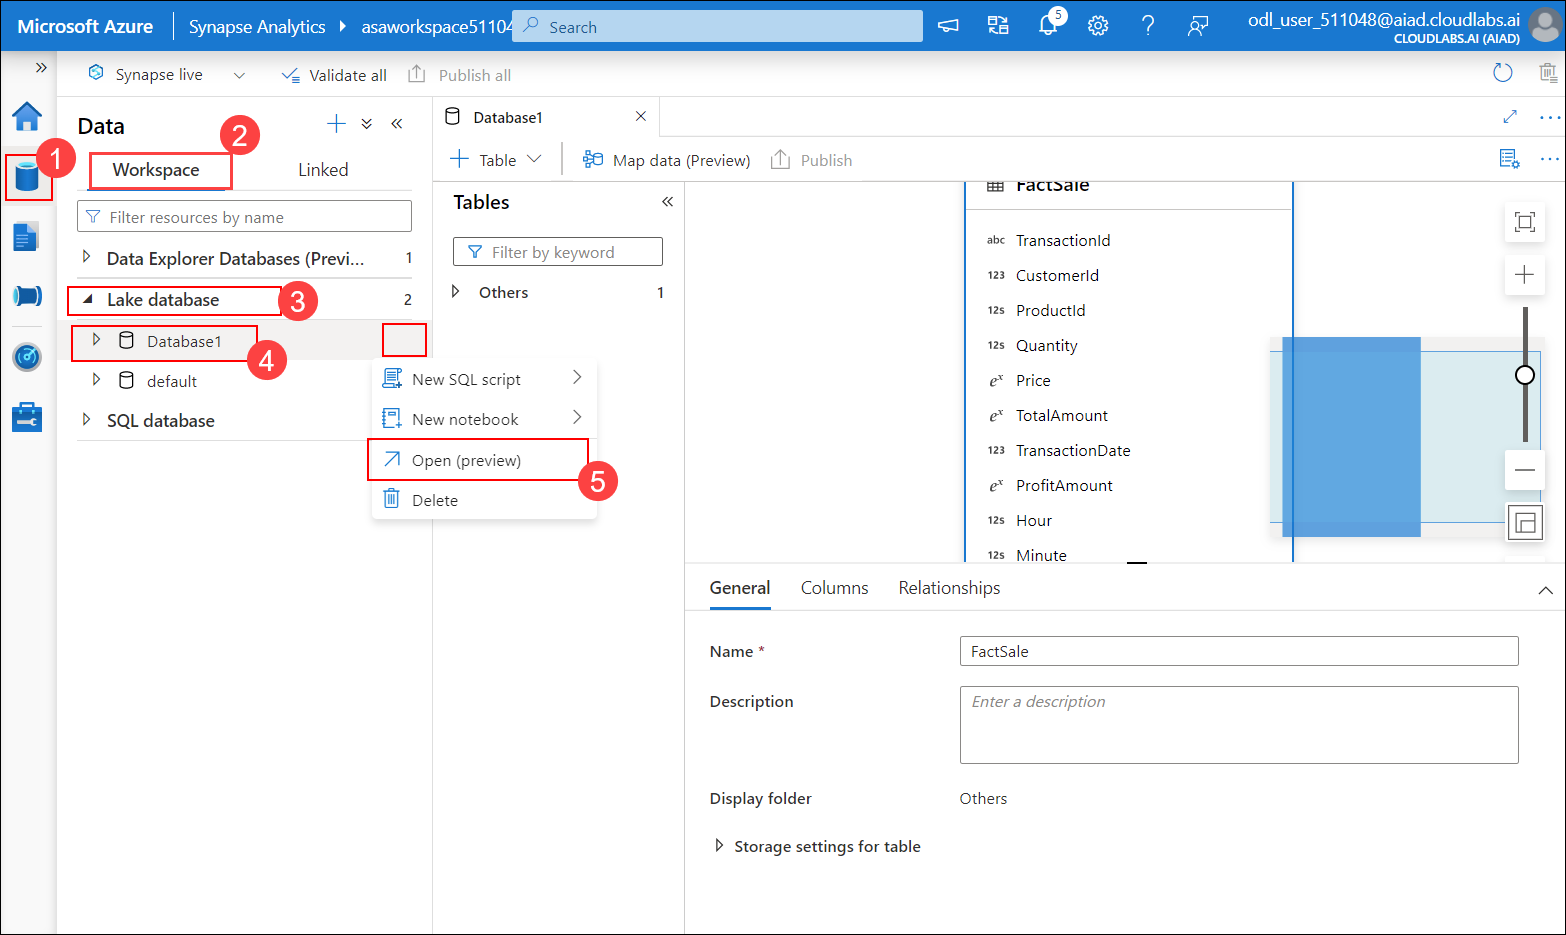 Microsoft Azure
Synapse Analytics
asaworkspace51104
Search
5
odl_user_511048@aiad.cloudlabs.ai
CLOUDLABS.AI (AIAD)
Synapse live
Validate all
Publish all
Data
1
2
Workspace
Linked
Filter resources by name
Data Explorer Databases (Previ... 1
Lake database 2
3
Database1
4
default
SQL database
New SQL script
New notebook
Open (preview)
5
Delete
Database1
Table
Map data (Preview)
Publish
Tables
Filter by keyword
Others 1
FactSale
abc TransactionId
123 CustomerId
12s ProductId
12s Quantity
eˣ Price
eˣ TotalAmount
123 TransactionDate
eˣ ProfitAmount
12s Hour
12s Minute
General Columns Relationships
Name * FactSale
Description Enter a description
Display folder Others
Storage settings for table